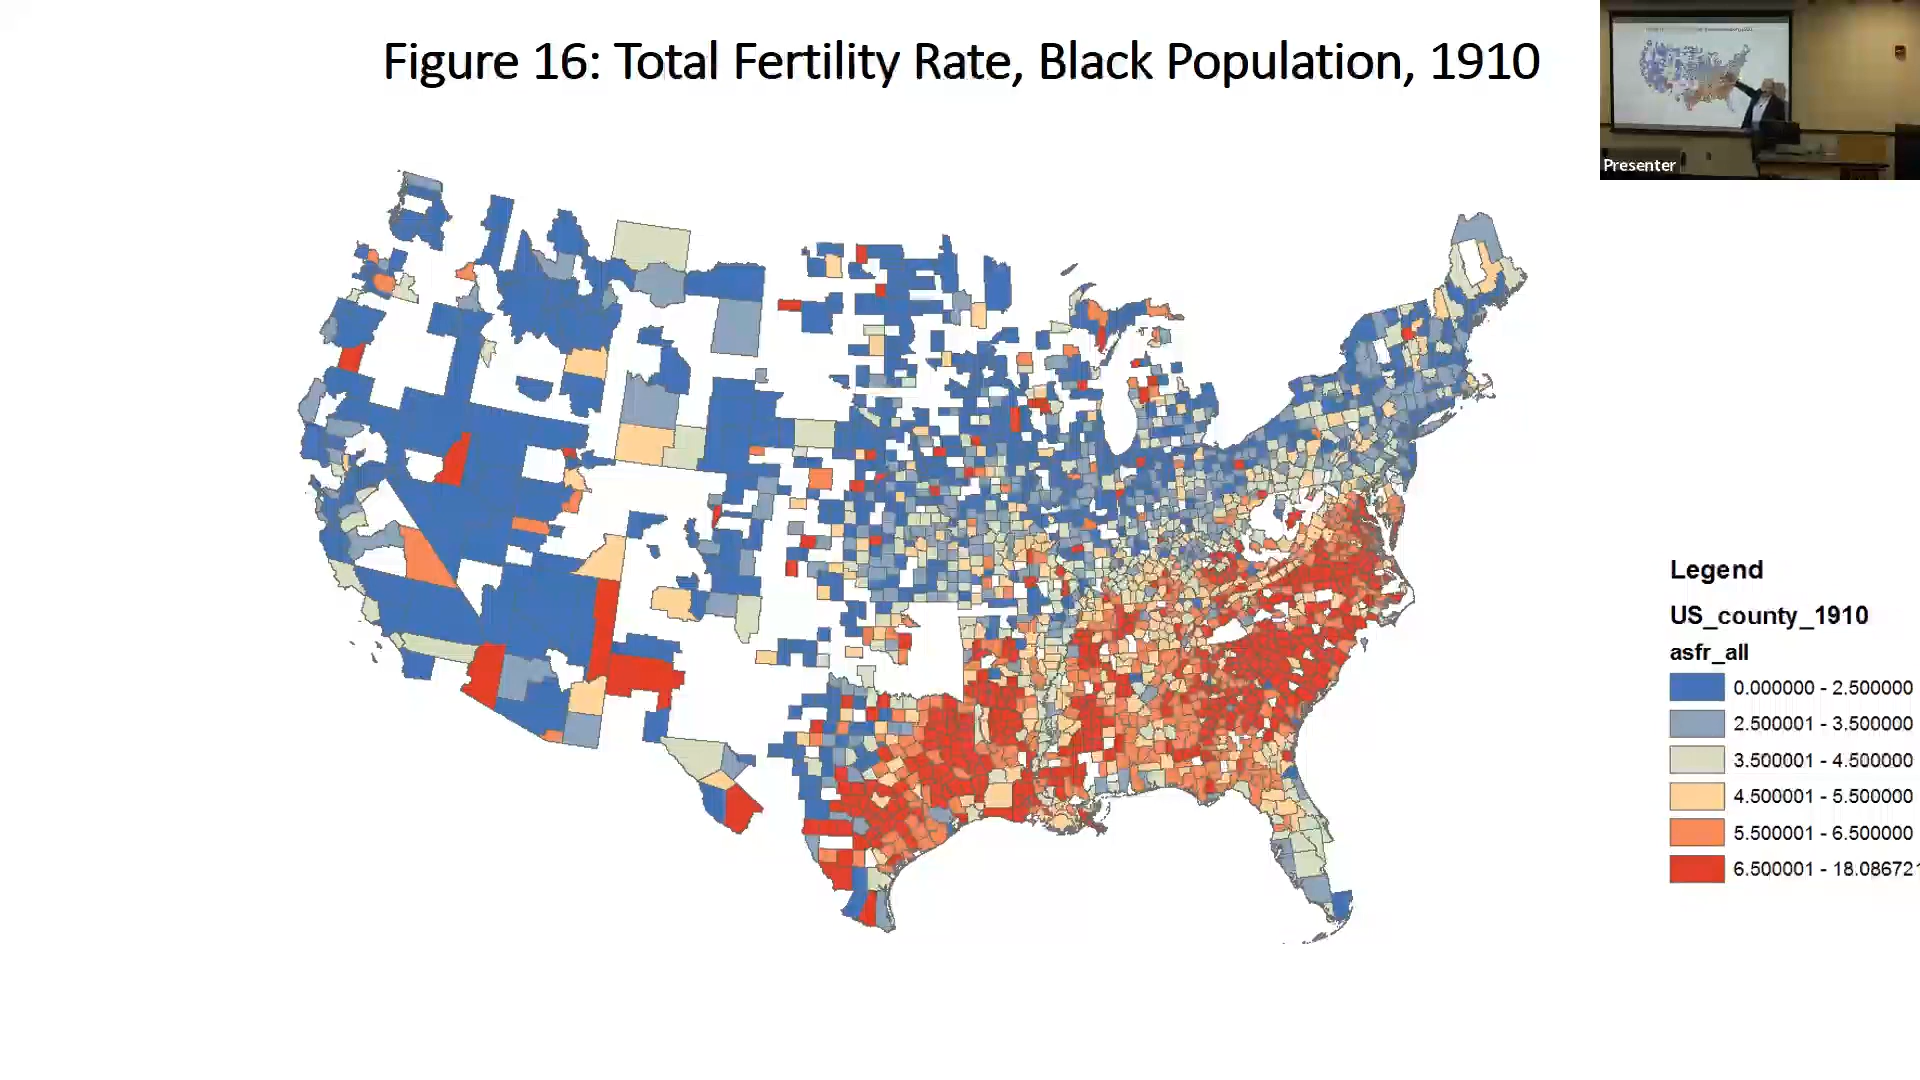 Figure 16: Total Fertility Rate, Black Population, 1910
Presenter
Legend
US_county_1910
asfr_all
0.000000 - 2.500000
2.500001 - 3.500000
3.500001 - 4.500000
4.500001 - 5.500000
5.500001 - 6.500000
6.500001 - 18.086721